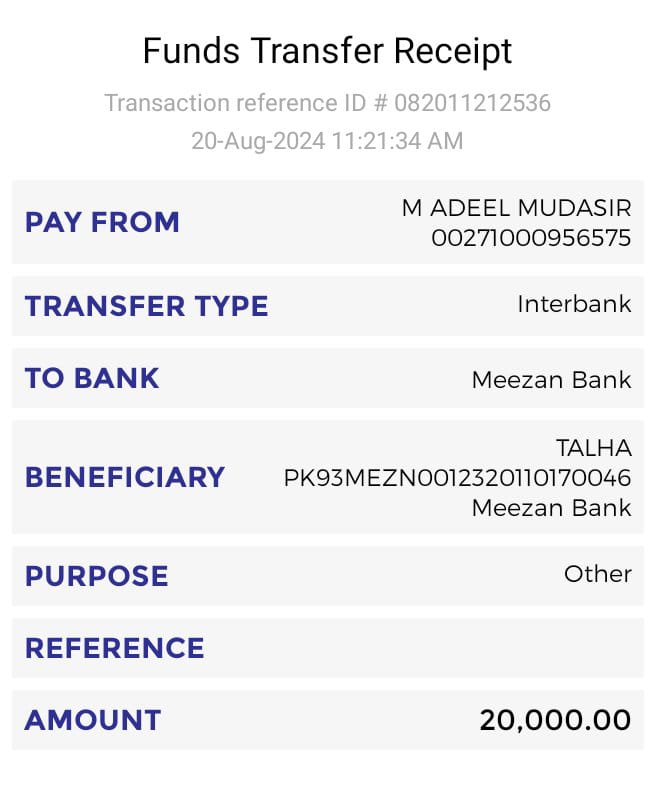 Funds Transfer Receipt
Transaction reference ID # 082011212536
20-Aug-2024 11:21:34 AM
PAY FROM
M ADEEL MUDASIR
00271000956575
TRANSFER TYPE
Interbank
TO BANK
Meezan Bank
BENEFICIARY
TALHA
PK93MEZN0012320110170046
Meezan Bank
PURPOSE
Other
REFERENCE
AMOUNT
20,000.00